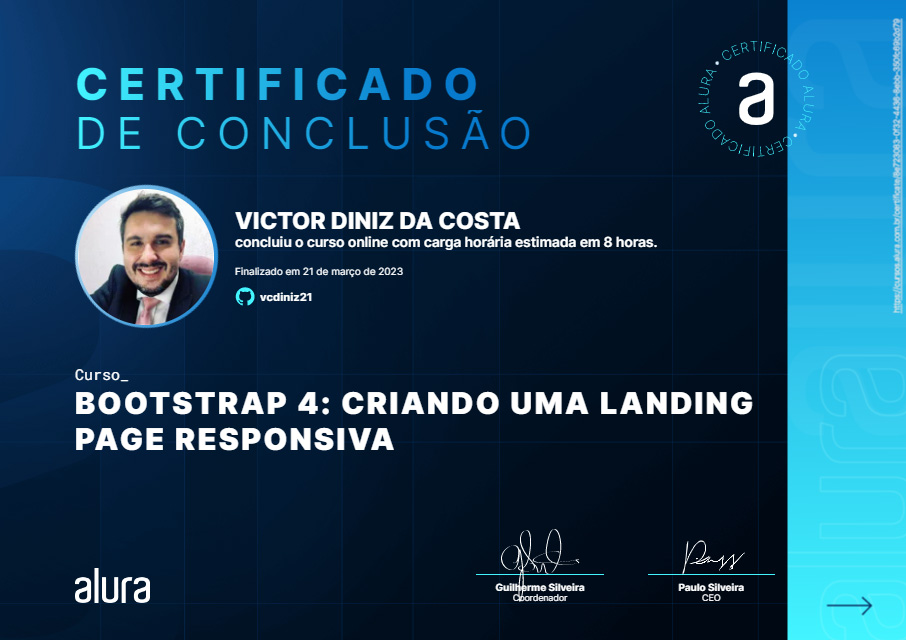 CERTIFICADO
DE CONCLUSÃO
CERTIFICADO ALURA • CERTIFICADO ALURA •
a
VICTOR DINIZ DA COSTA
concluiu o curso online com carga horária estimada em 8 horas.
Finalizado em 21 de março de 2023
vcdiniz21
Curso_
BOOTSTRAP 4: CRIANDO UMA LANDING
PAGE RESPONSIVA
alura
Guilherme Silveira
Coordenador
Paulo Silveira
CEO
alura